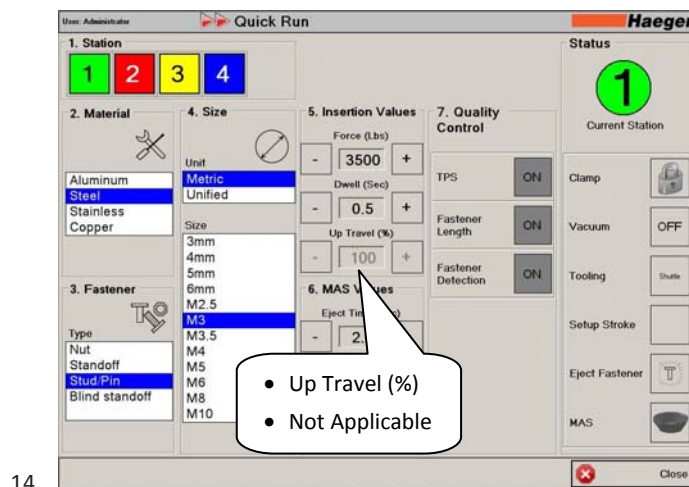 User: Administrator
Quick Run
Haeger
1. Station
1 2 3 4
Status
1
Current Station
2. Material
Aluminum
Steel
Stainless
Copper
3. Fastener
Type
Nut
Standoff
Stud/Pin
Blind standoff
4. Size
Unit
Metric
Unified
Size
3mm
4mm
5mm
6mm
M2.5
M3
M3.5
M4
M5
M6
M8
M10
5. Insertion Values
Force (Lbs)
- 3500 +
Dwell (Sec)
- 0.5 +
Up Travel (%)
- 100 +
6. MAS
- 2.
• Up Travel (%)
• Not Applicable
7. Quality
Control
TPS ON
Fastener
Length
ON
Fastener
Detection
ON
Clamp
Vacuum OFF
Tooling Shuttle
Setup Stroke
Eject Fastener
MAS
Close
14